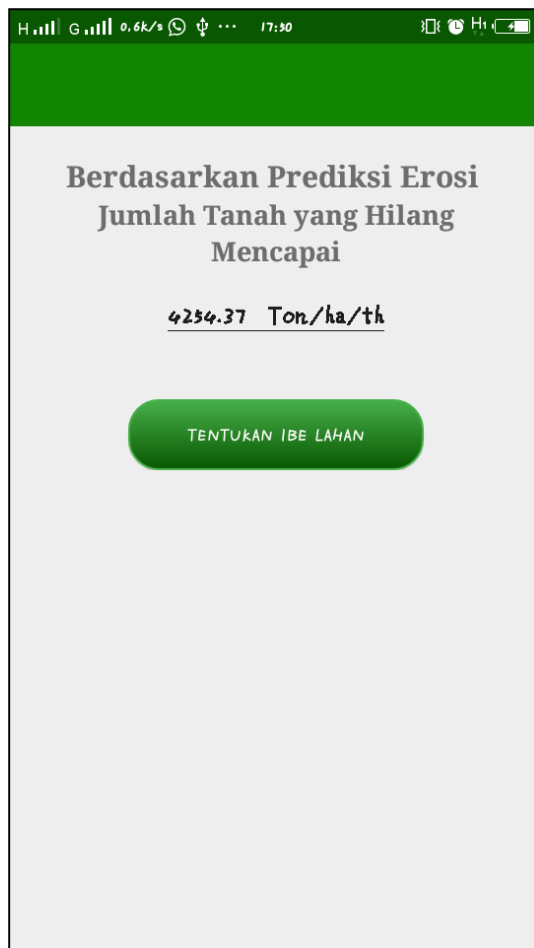 H G 0,6k/s ... 17:30 H1
Berdasarkan Prediksi Erosi
Jumlah Tanah yang Hilang
Mencapai
4254.37 Ton/ha/th
TENTUKAN IBE LAHAN